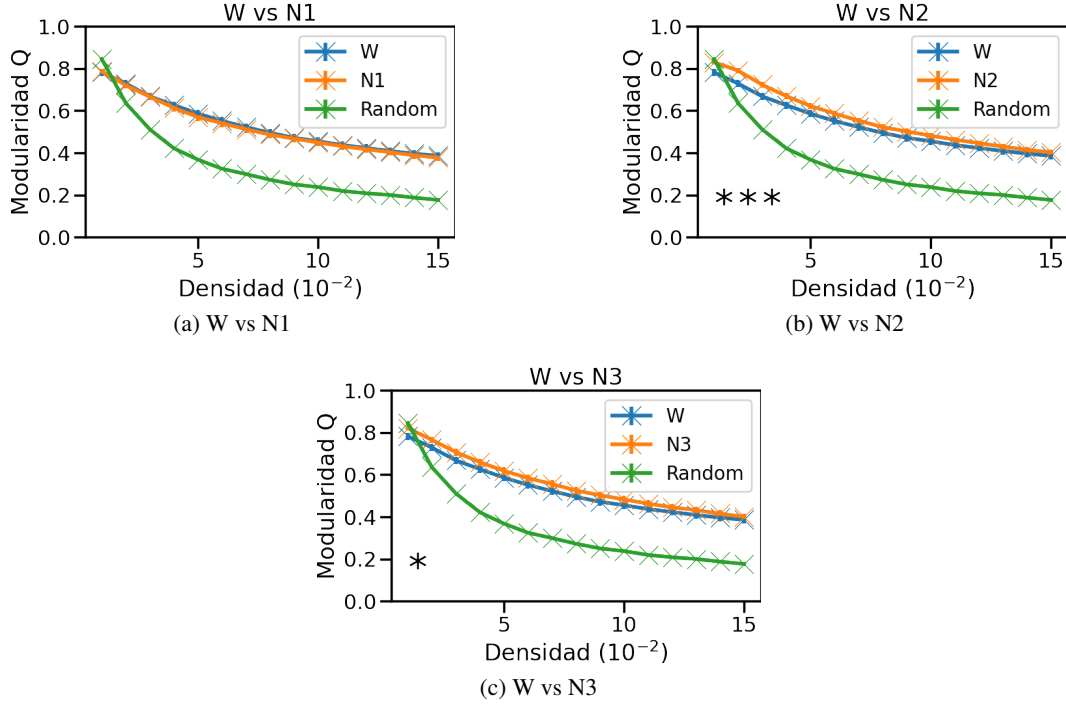 W vs N1
Modularidad Q
1.0
0.8
0.6
0.4
0.2
0.0
W
N1
Random
5 10 15
Densidad (10⁻²)
(a) W vs N1
W vs N2
Modularidad Q
1.0
0.8
0.6
0.4
0.2
0.0
W
N2
Random
***
5 10 15
Densidad (10⁻²)
(b) W vs N2
W vs N3
Modularidad Q
1.0
0.8
0.6
0.4
0.2
0.0
W
N3
Random
*
5 10 15
Densidad (10⁻²)
(c) W vs N3